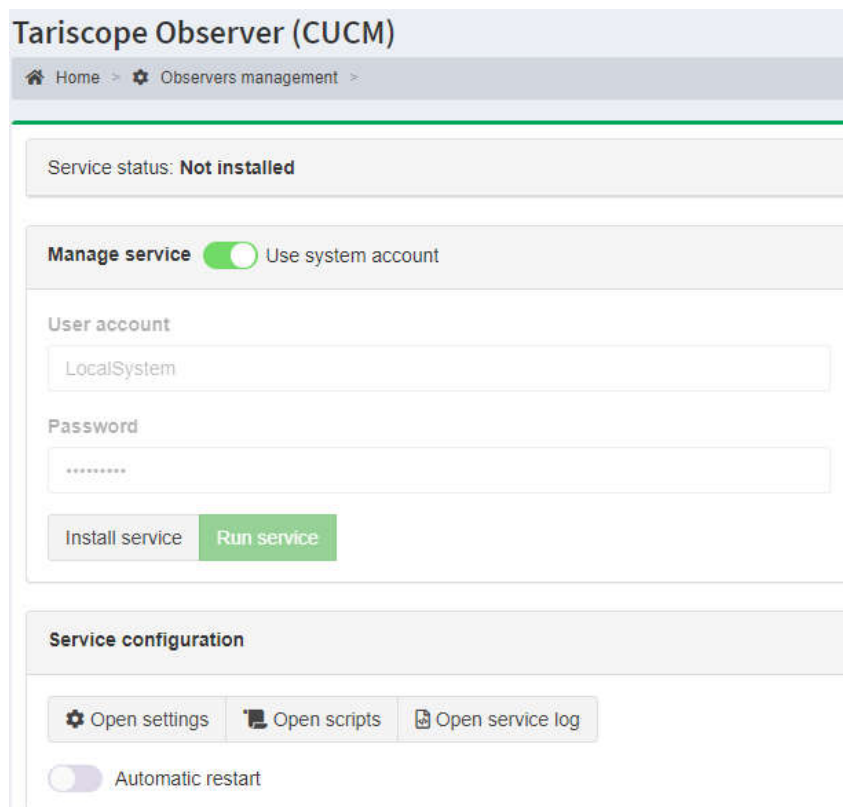 Tariscope Observer (CUCM)
Home > Observers management >
Service status: Not installed
Manage service Use system account
User account
LocalSystem
Password
•••••••••
Install service Run service
Service configuration
Open settings Open scripts Open service log
Automatic restart